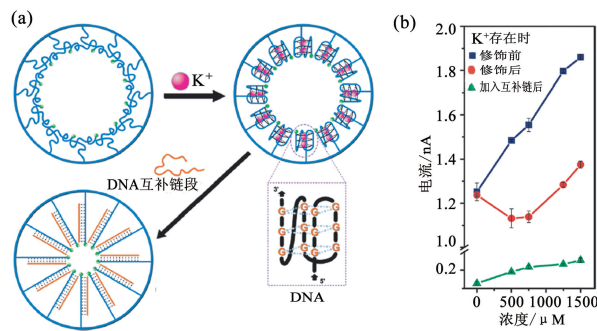 (a)
K⁺
DNA互补链段
3'
G G
G G
G G
G G
G G
G G
5'
DNA
(b)
2.0
1.8
1.6
1.4
1.2
1.0
0.2
电流/nA
K⁺存在时
修饰前
修饰后
加入互补链后
0 500 1000 1500
浓度/μM